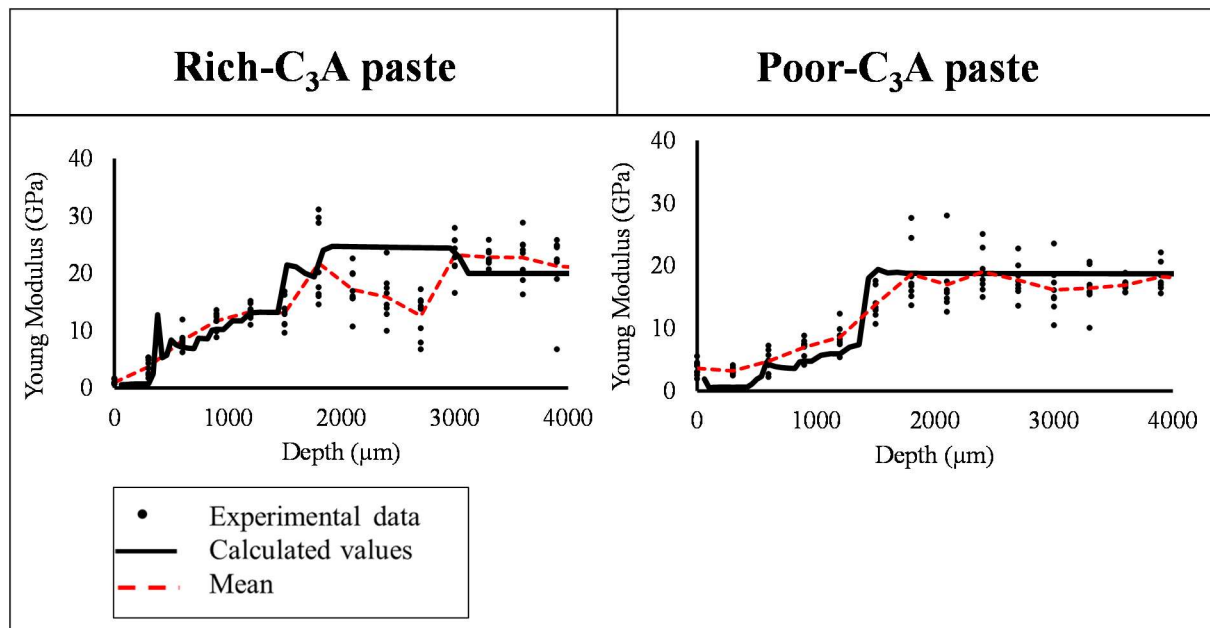 Rich-C₃A paste
Poor-C₃A paste
Young Modulus (GPa)
40
30
20
10
0
0 1000 2000 3000 4000
Depth (µm)
Young Modulus (GPa)
40
30
20
10
0
0 1000 2000 3000 4000
Depth (µm)
Experimental data
Calculated values
Mean